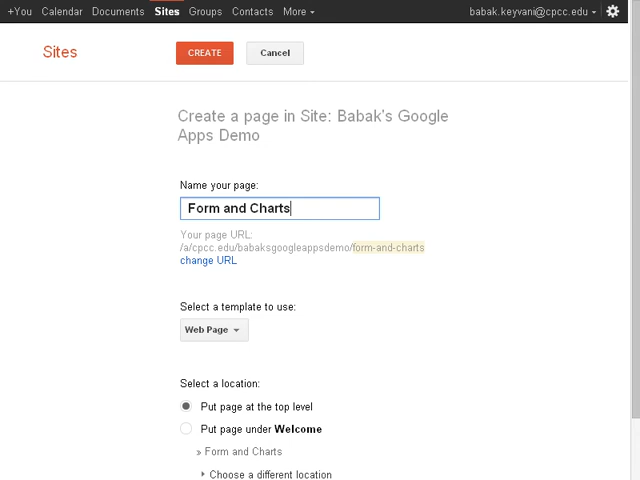 +You Calendar Documents Sites Groups Contacts More babak.keyvani@cpcc.edu
Sites CREATE Cancel
Create a page in Site: Babak's Google
Apps Demo
Name your page:
Form and Charts
Your page URL:
/a/cpcc.edu/babaksgoogleappsdemo/form-and-charts
change URL
Select a template to use:
Web Page
Select a location:
Put page at the top level
Put page under Welcome
» Form and Charts
Choose a different location